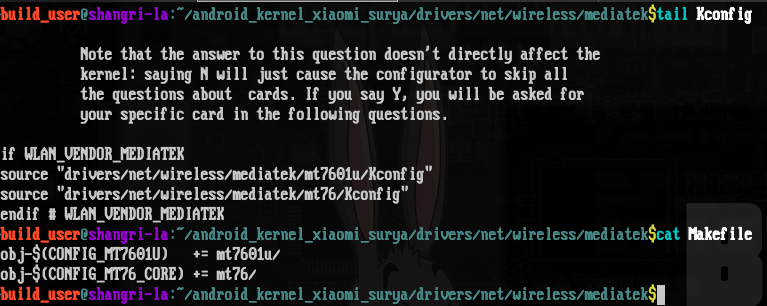 build_user@shangri-la:~/android_kernel_xiaomi_surya/drivers/net/wireless/mediatek$tail Kconfig
Note that the answer to this question doesn't directly affect the
kernel: saying N will just cause the configurator to skip all
the questions about  cards. If you say Y, you will be asked for
your specific card in the following questions.
if WLAN_VENDOR_MEDIATEK
source "drivers/net/wireless/mediatek/mt7601u/Kconfig"
source "drivers/net/wireless/mediatek/mt76/Kconfig"
endif # WLAN_VENDOR_MEDIATEK
build_user@shangri-la:~/android_kernel_xiaomi_surya/drivers/net/wireless/mediatek$cat Makefile
obj-$(CONFIG_MT7601U)   += mt7601u/
obj-$(CONFIG_MT76_CORE) += mt76/
build_user@shangri-la:~/android_kernel_xiaomi_surya/drivers/net/wireless/mediatek$